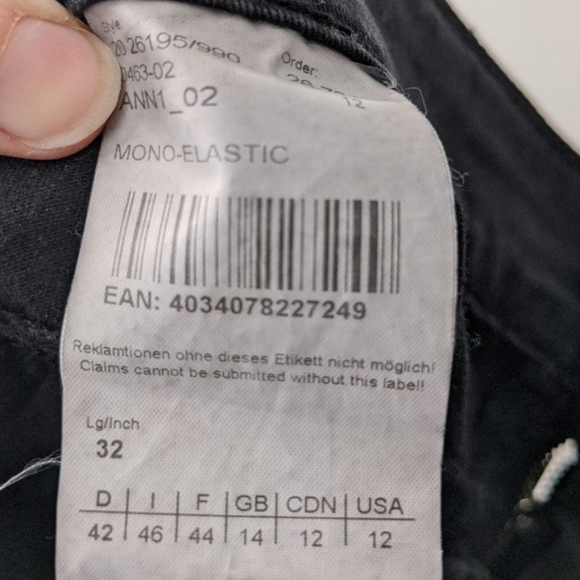 Style
26195/990
Order:
0463-02
ANN1_02
MONO-ELASTIC
EAN: 4034078227249
Reklamtionen ohne dieses Etikett nicht möglich!
Claims cannot be submitted without this label!
Lg/Inch
32
D I F GB CDN USA
42 46 44 14 12 12